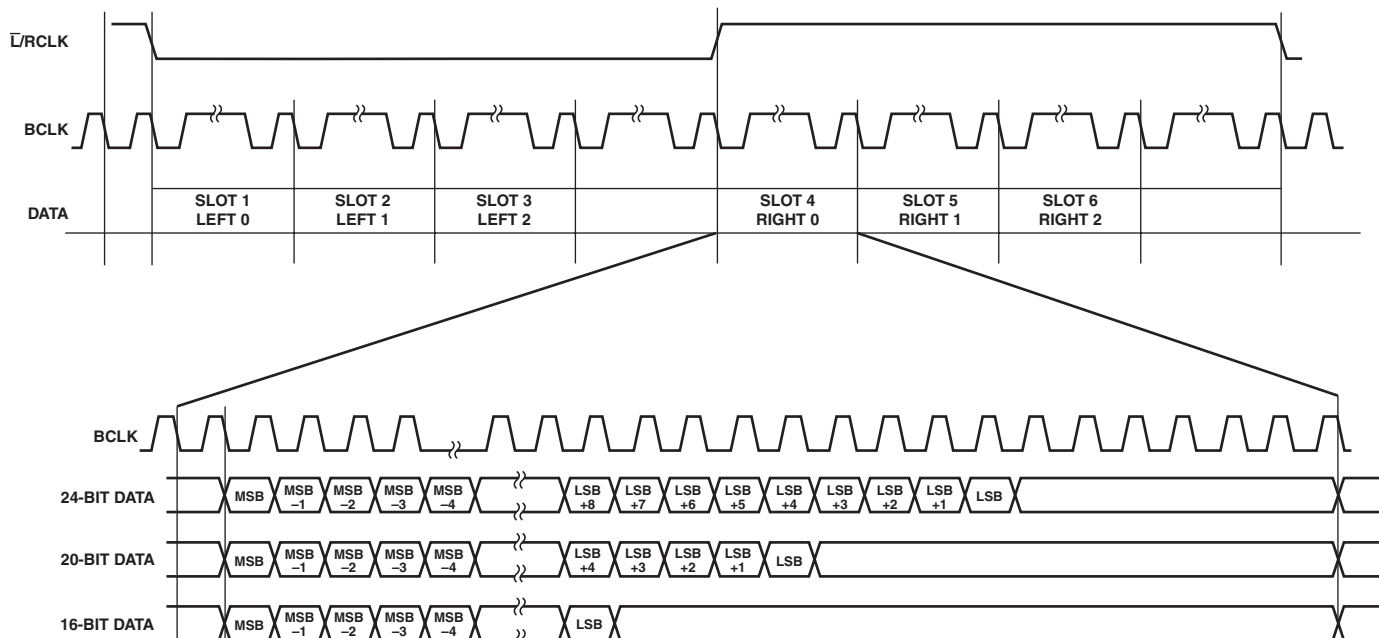 L̅/RCLK
BCLK
DATA
SLOT 1 SLOT 2 SLOT 3 SLOT 4 SLOT 5 SLOT 6
LEFT 0 LEFT 1 LEFT 2 RIGHT 0 RIGHT 1 RIGHT 2
BCLK
24-BIT DATA MSB MSB –1 MSB –2 MSB –3 MSB –4 LSB +8 LSB +7 LSB +6 LSB +5 LSB +4 LSB +3 LSB +2 LSB +1 LSB
20-BIT DATA MSB MSB –1 MSB –2 MSB –3 MSB –4 LSB +4 LSB +3 LSB +2 LSB +1 LSB
16-BIT DATA MSB MSB –1 MSB –2 MSB –3 MSB –4 LSB